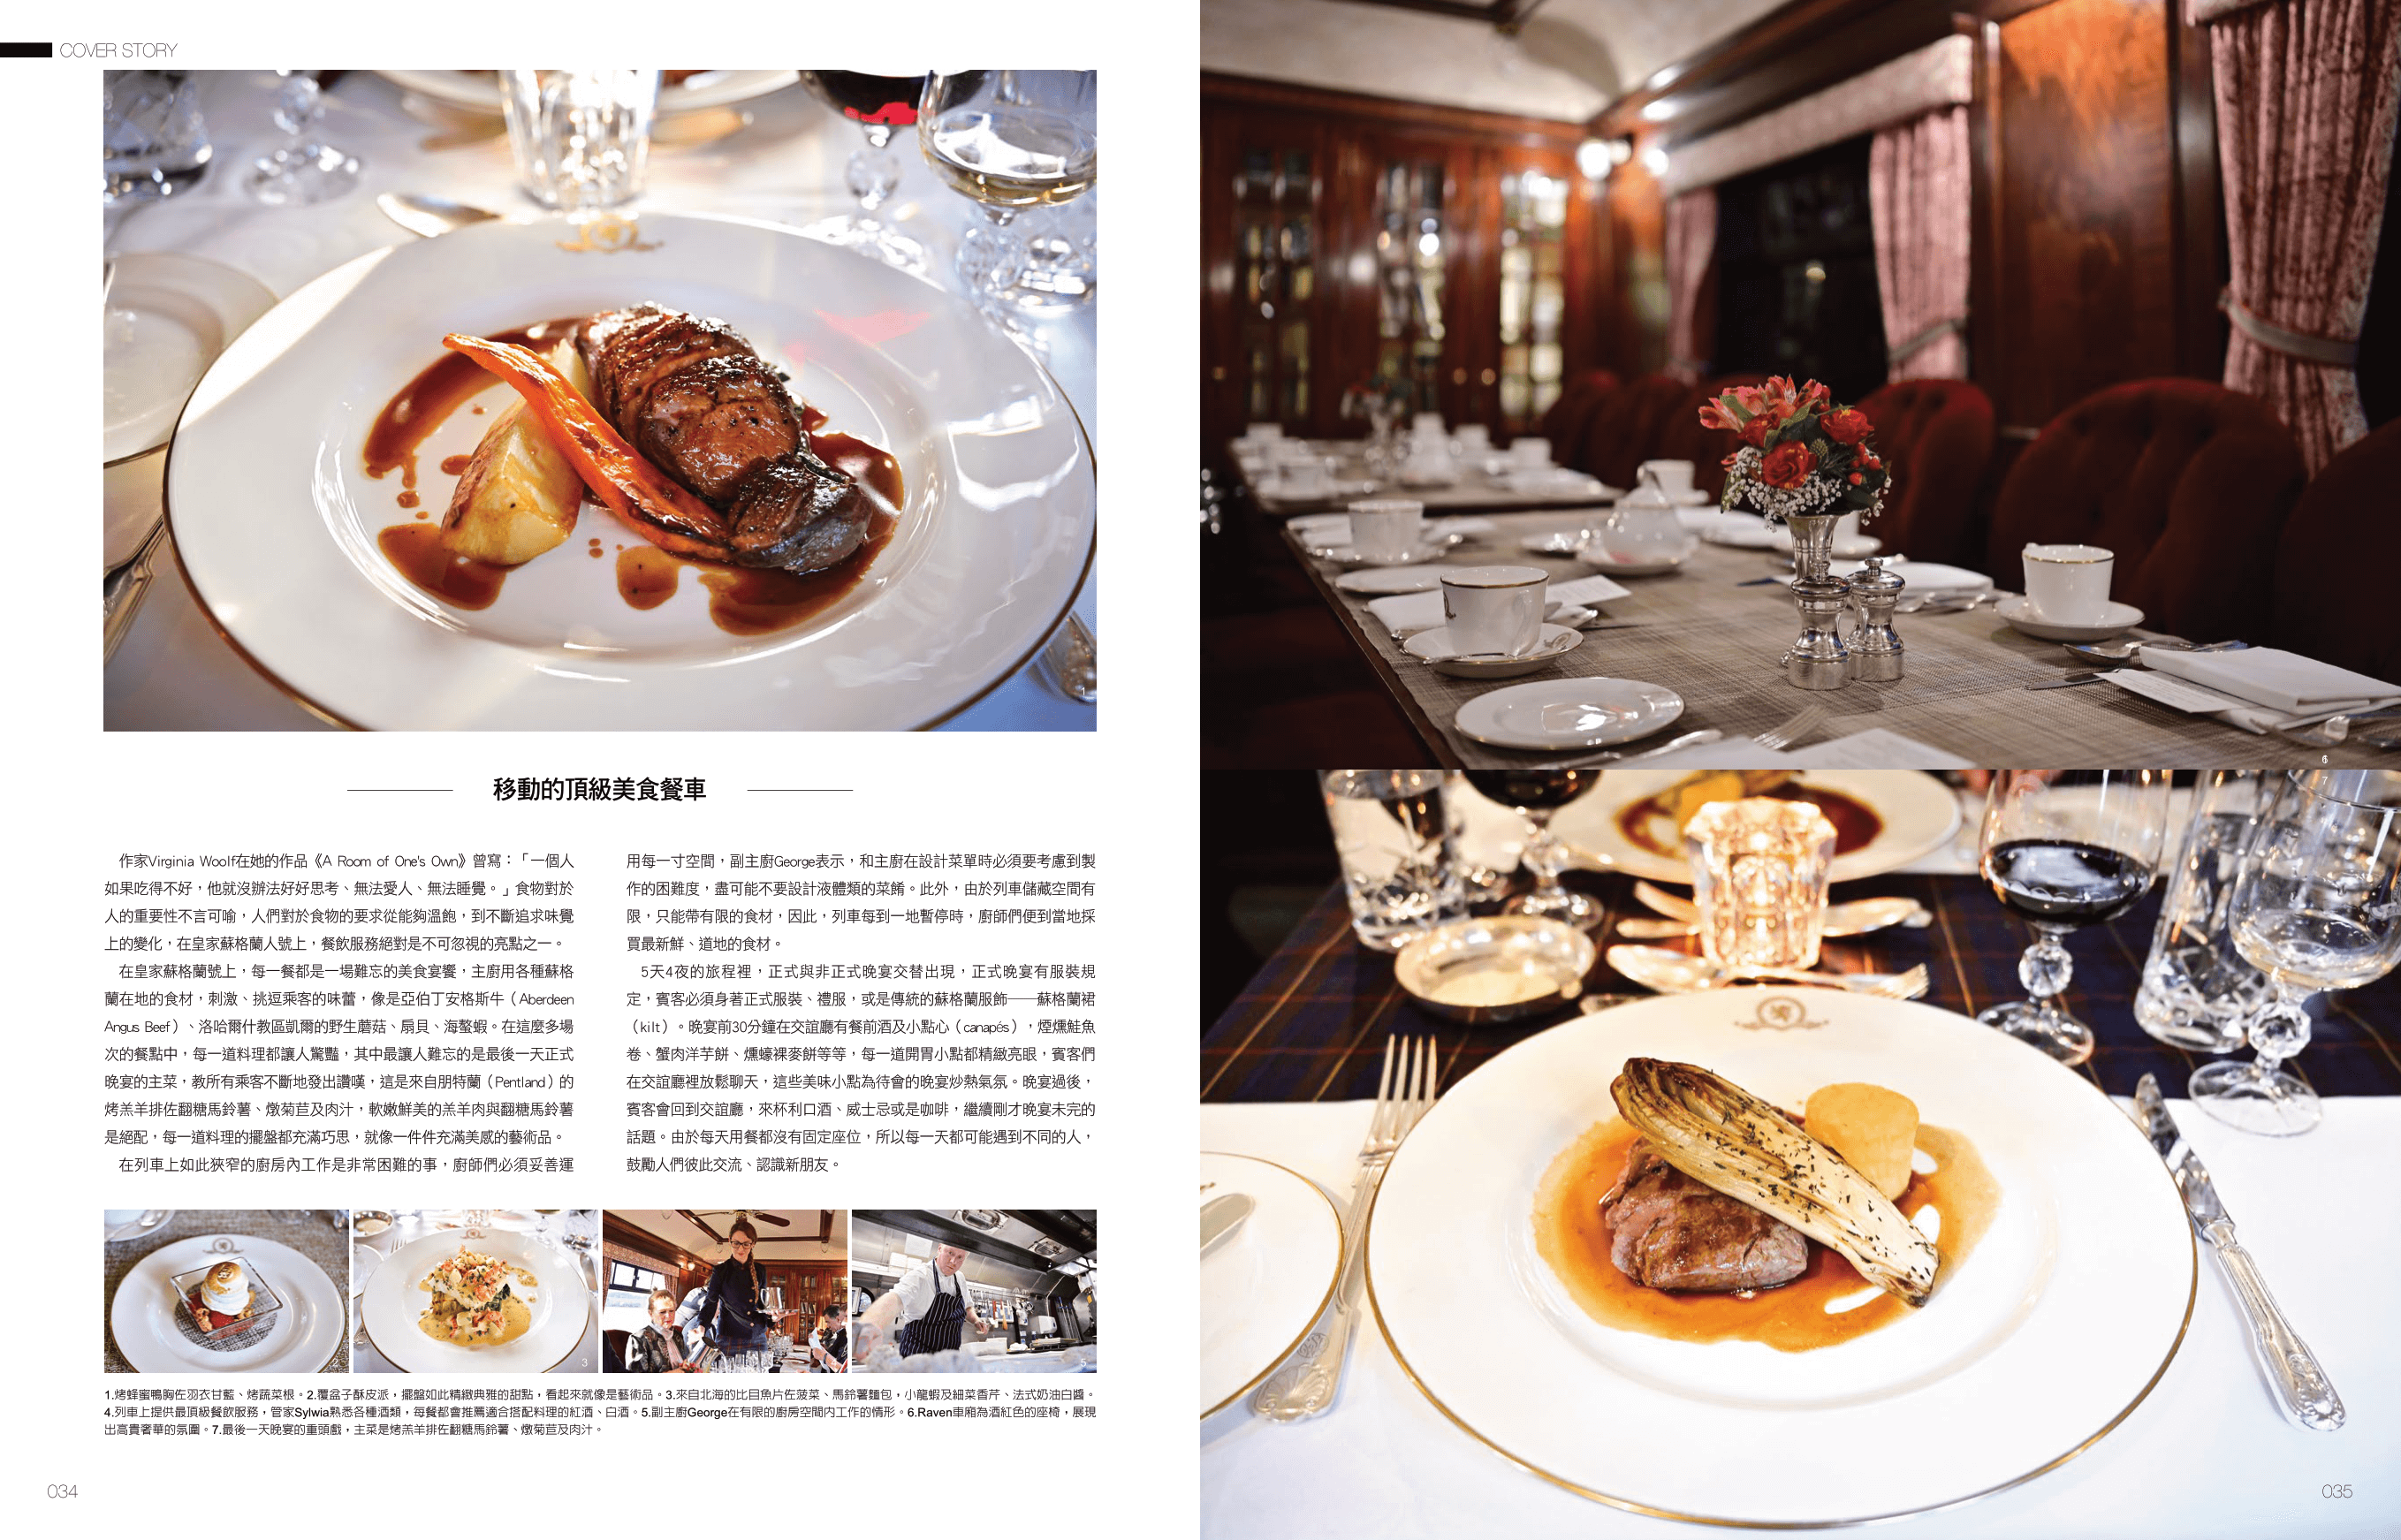 COVER STORY
1
移動的頂級美食餐車
作家Virginia Woolf在她的作品《A Room of One's Own》曾寫：「一個人
如果吃得不好，他就沒辦法好好思考、無法愛人、無法睡覺。」食物對於
人的重要性不言可喻，人們對於食物的要求從能夠溫飽，到不斷追求味覺
上的變化，在皇家蘇格蘭人號上，餐飲服務絕對是不可忽視的亮點之一。
在皇家蘇格蘭號上，每一餐都是一場難忘的美食宴饗，主廚用各種蘇格
蘭在地的食材，刺激、挑逗乘客的味蕾，像是亞伯丁安格斯牛（Aberdeen
Angus Beef）、洛哈爾什教區凱爾的野生蘑菇、扇貝、海螯蝦。在這麼多場
次的餐點中，每一道料理都讓人驚豔，其中最讓人難忘的是最後一天正式
晚宴的主菜，教所有乘客不斷地發出讚嘆，這是來自朋特蘭（Pentland）的
烤羔羊排佐翻糖馬鈴薯、燉菊苣及肉汁，軟嫩鮮美的羔羊肉與翻糖馬鈴薯
是絕配，每一道料理的擺盤都充滿巧思，就像一件件充滿美感的藝術品。
在列車上如此狹窄的廚房內工作是非常困難的事，廚師們必須妥善運
用每一寸空間，副主廚George表示，和主廚在設計菜單時必須要考慮到製
作的困難度，盡可能不要設計液體類的菜餚。此外，由於列車儲藏空間有
限，只能帶有限的食材，因此，列車每到一地暫停時，廚師們便到當地採
買最新鮮、道地的食材。
5天4夜的旅程裡，正式與非正式晚宴交替出現，正式晚宴有服裝規
定，賓客必須身著正式服裝、禮服，或是傳統的蘇格蘭服飾──蘇格蘭裙
（kilt）。晚宴前30分鐘在交誼廳有餐前酒及小點心（canapés），煙燻鮭魚
卷、蟹肉洋芋餅、燻蠔裸麥餅等等，每一道開胃小點都精緻亮眼，賓客們
在交誼廳裡放鬆聊天，這些美味小點為待會的晚宴炒熱氣氛。晚宴過後，
賓客會回到交誼廳，來杯利口酒、威士忌或是咖啡，繼續剛才晚宴未完的
話題。由於每天用餐都沒有固定座位，所以每一天都可能遇到不同的人，
鼓勵人們彼此交流、認識新朋友。
2
3
5
1.烤蜂蜜鴨胸佐羽衣甘藍、烤蔬菜根。2.覆盆子酥皮派，擺盤如此精緻典雅的甜點，看起來就像是藝術品。3.來自北海的比目魚片佐菠菜、馬鈴薯麵包，小龍蝦及細菜香芹、法式奶油白醬。
4.列車上提供最頂級餐飲服務，管家Sylwia熟悉各種酒類，每餐都會推薦適合搭配料理的紅酒、白酒。5.副主廚George在有限的廚房空間內工作的情形。6.Raven車廂為酒紅色的座椅，展現
出高貴奢華的氛圍。7.最後一天晚宴的重頭戲，主菜是烤羔羊排佐翻糖馬鈴薯、燉菊苣及肉汁。
034
6
7
035